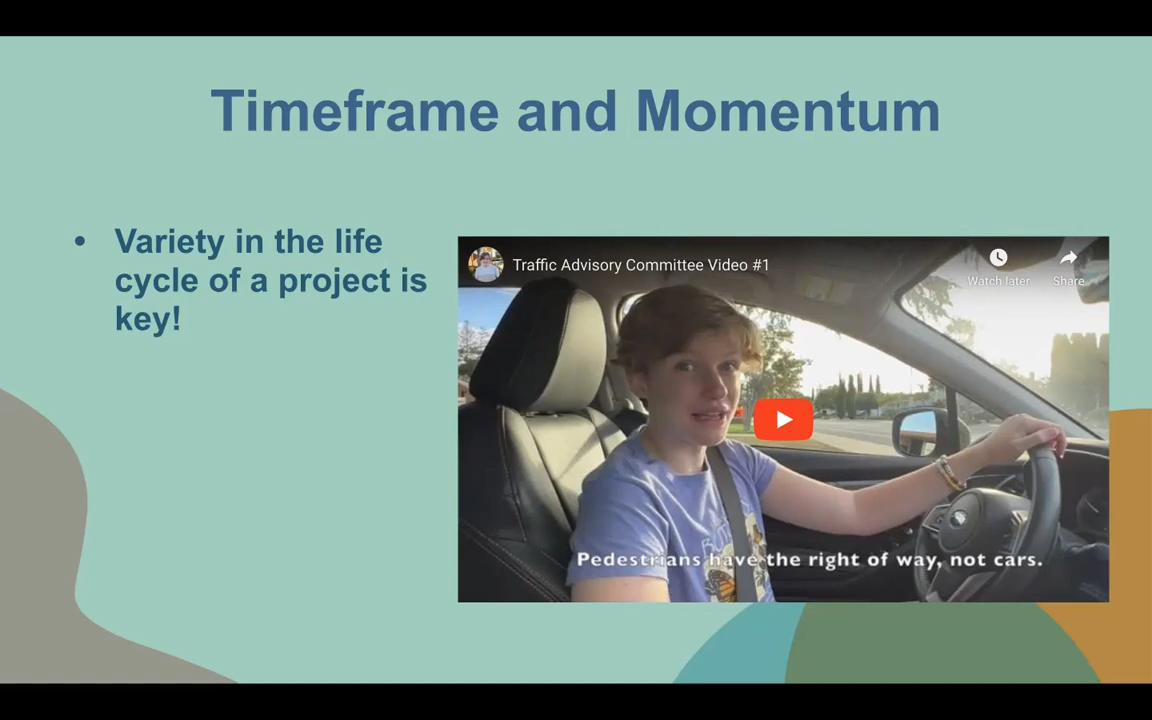 Timeframe and Momentum
• Variety in the life
cycle of a project is
key!
Traffic Advisory Committee Video #1
Watch later
Share
Pedestrians have the right of way, not cars.